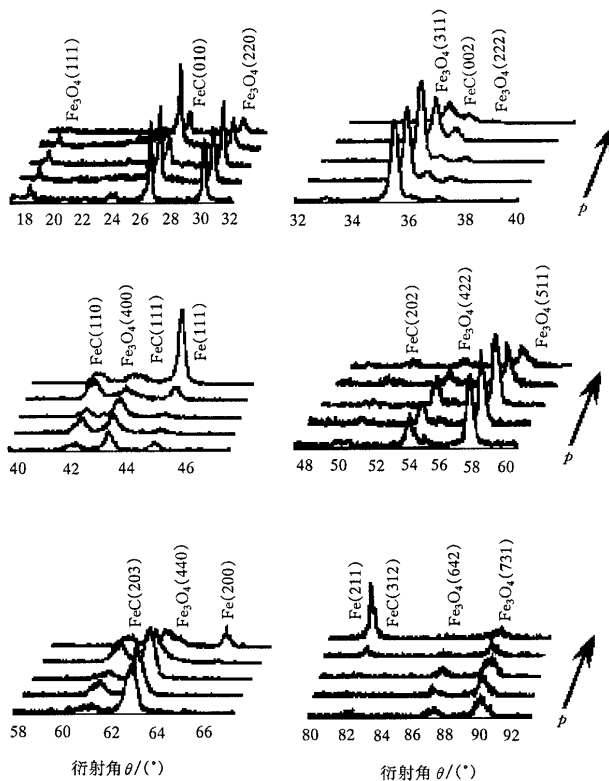 Fe₃O₄(111)
FeC(010)
Fe₃O₄(220)
18 20 22 24 26 28 30 32
Fe₃O₄(311)
FeC(002)
Fe₃O₄(222)
32 34 36 38 40
p
FeC(110)
Fe₃O₄(400)
FeC(111)
Fe(111)
40 42 44 46
FeC(202)
Fe₃O₄(422)
Fe₃O₄(511)
48 50 52 54 56 58 60
p
FeC(203)
Fe₃O₄(440)
Fe(200)
58 60 62 64 66
衍射角 θ/(°)
Fe(211)
FeC(312)
Fe₃O₄(642)
Fe₃O₄(731)
80 82 84 86 88 90 92
衍射角 θ/(°)
p